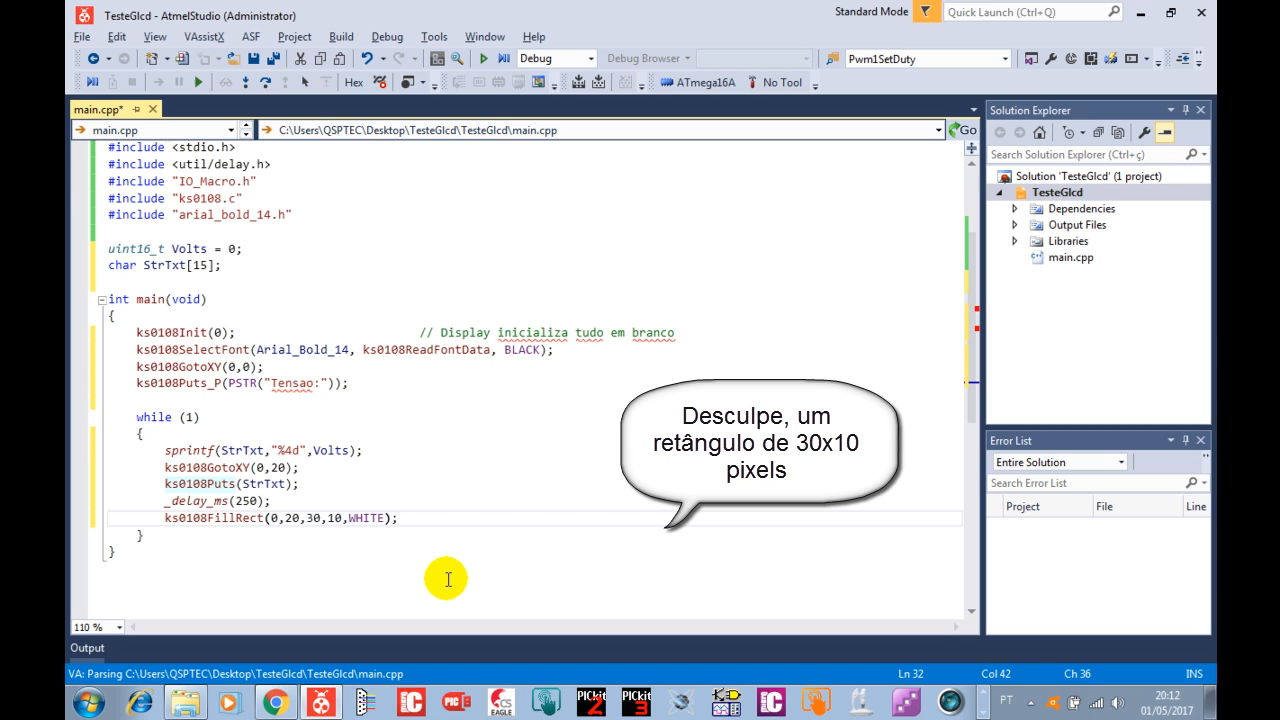 TesteGlcd - AtmelStudio (Administrator)
Standard Mode
Quick Launch (Ctrl+Q)
File Edit View VAssistX ASF Project Build Debug Tools Window Help
Debug
Debug Browser
Pwm1SetDuty
Hex
ATmega16A
No Tool
main.cpp*
main.cpp
C:\Users\QSPTEC\Desktop\TesteGlcd\TesteGlcd\main.cpp
Go
#include <stdio.h>
#include <util/delay.h>
#include "IO_Macro.h"
#include "ks0108.c"
#include "arial_bold_14.h"
uint16_t Volts = 0;
char StrTxt[15];
int main(void)
{
ks0108Init(0); // Display inicializa tudo em branco
ks0108SelectFont(Arial_Bold_14, ks0108ReadFontData, BLACK);
ks0108GotoXY(0,0);
ks0108Puts_P(PSTR("Tensao:"));
while (1)
{
sprintf(StrTxt,"%4d",Volts);
ks0108GotoXY(0,20);
ks0108Puts(StrTxt);
_delay_ms(250);
ks0108FillRect(0,20,30,10,WHITE);
}
}
Desculpe, um
retângulo de 30x10
pixels
110 %
Solution Explorer
Search Solution Explorer (Ctrl+ç)
Solution 'TesteGlcd' (1 project)
TesteGlcd
Dependencies
Output Files
Libraries
main.cpp
Error List
Entire Solution
Search Error List
Project File Line
Output
VA: Parsing C:\Users\QSPTEC\Desktop\TesteGlcd\TesteGlcd\main.cpp
Ln 32 Col 42 Ch 36 INS
PIC
EAGLE
PICkit
2
PICkit
3
PT
20:12
01/05/2017